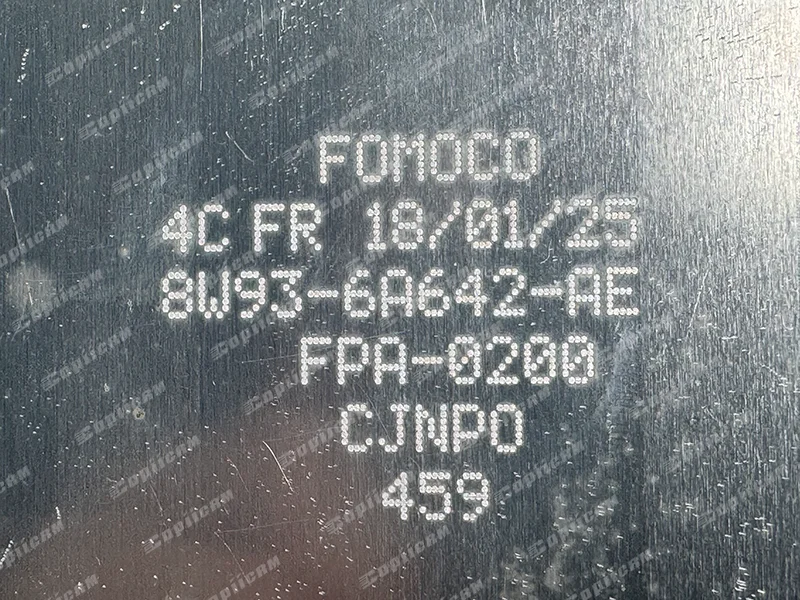 FOMOCO
4C FR 18/01/25
8W93-6A642-AE
FPA-0200
CJNPO
459